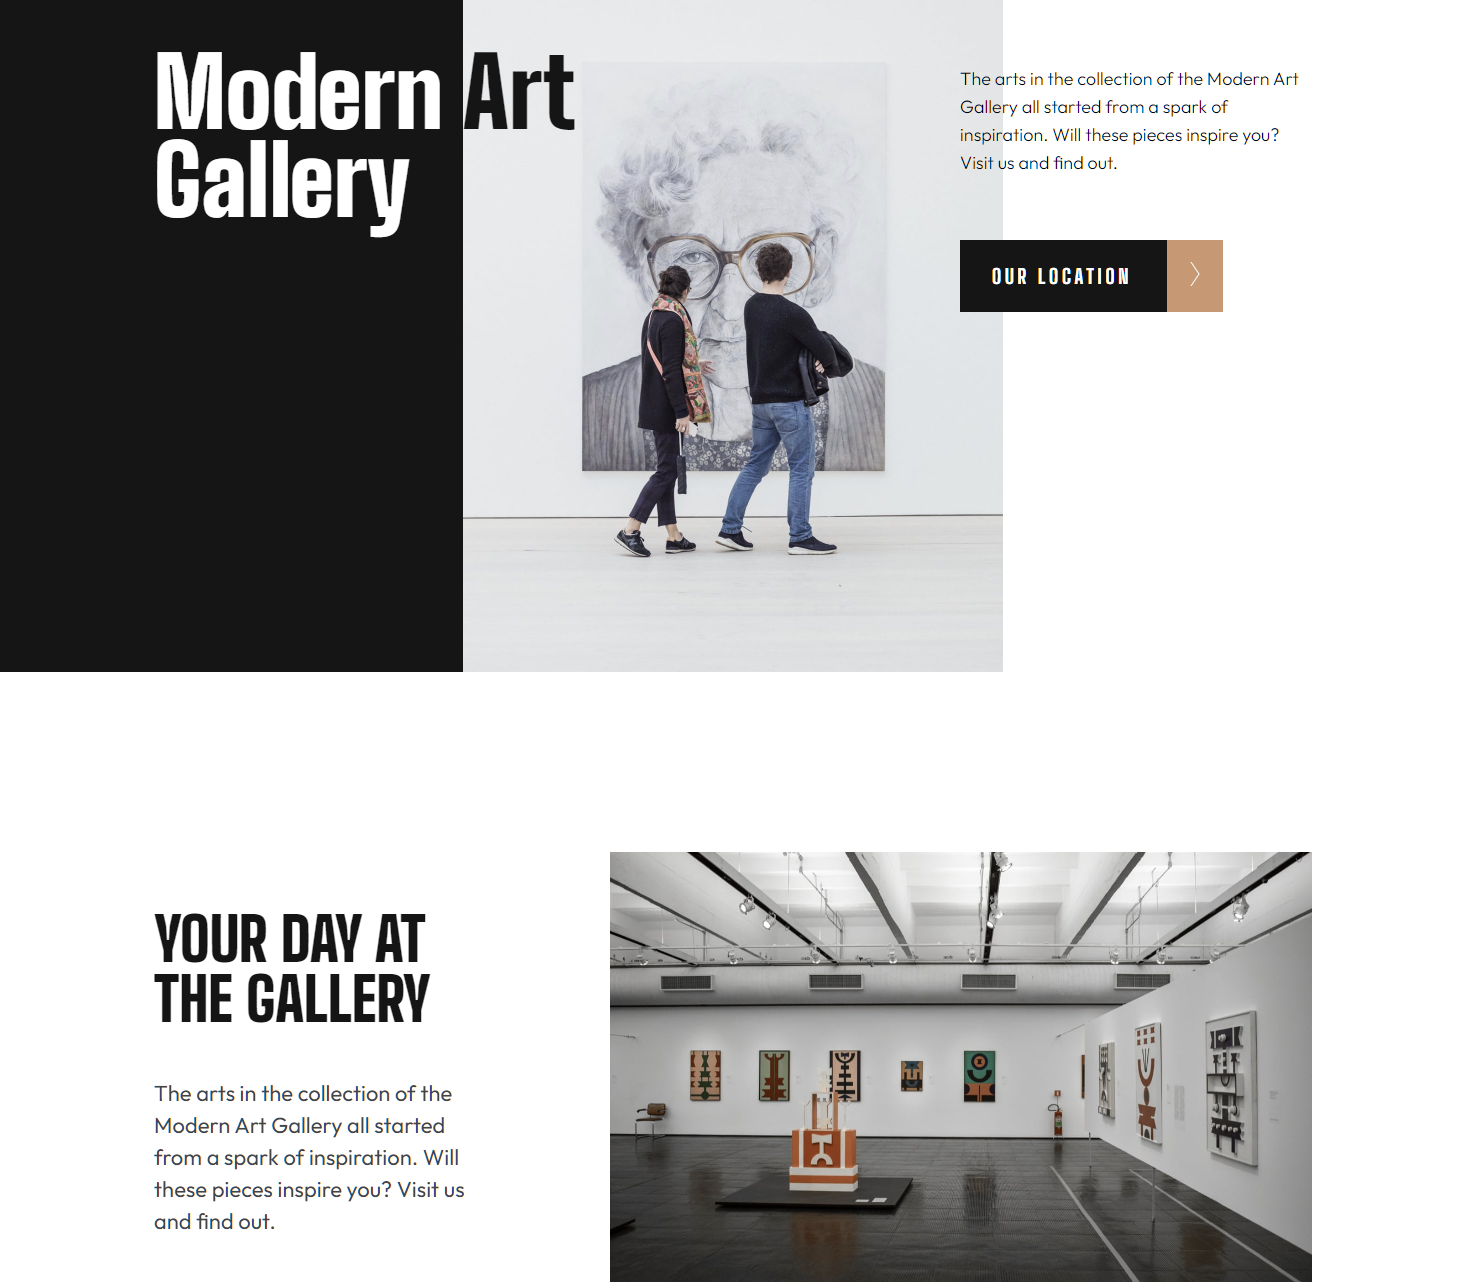 Modern Art
Gallery
The arts in the collection of the Modern Art
Gallery all started from a spark of
inspiration. Will these pieces inspire you?
Visit us and find out.
OUR LOCATION
YOUR DAY AT
THE GALLERY
The arts in the collection of the
Modern Art Gallery all started
from a spark of inspiration. Will
these pieces inspire you? Visit us
and find out.